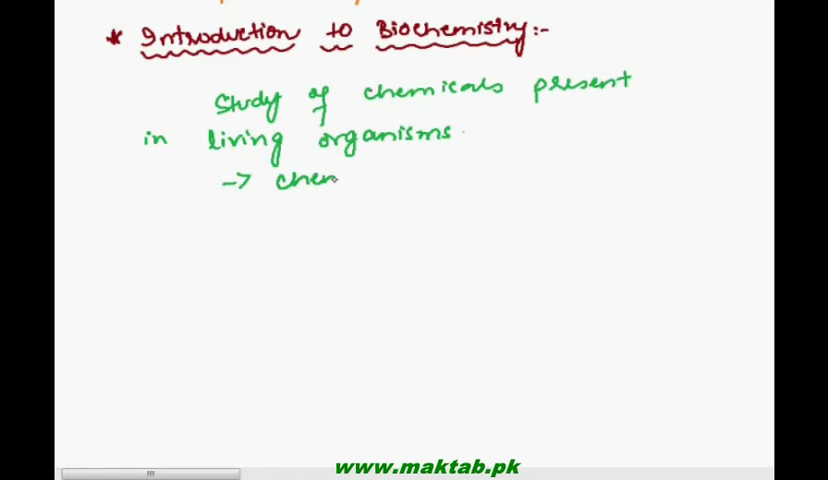 * Introduction to Biochemistry:-
Study of chemicals present
in living organisms.
-> chem
www.maktab.pk